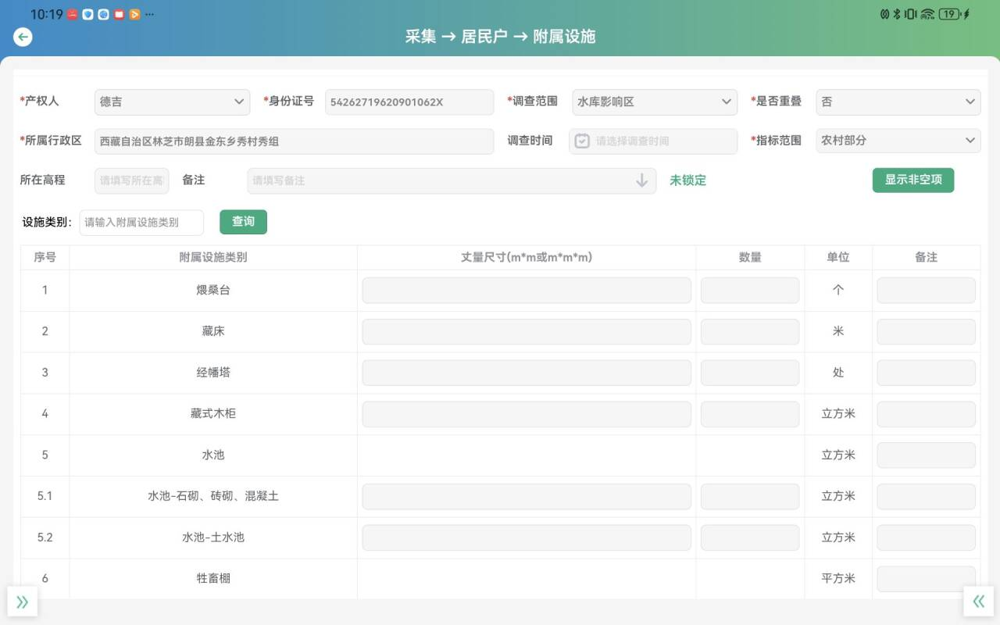 10:19
19
采集 → 居民户 → 附属设施
*产权人 德吉 *身份证号 54262719620901062X *调查范围 水库影响区 *是否重叠 否
*所属行政区 西藏自治区林芝市朗县金东乡秀村秀组 调查时间 请选择调查时间 *指标范围 农村部分
所在高程 请填写所在高 备注 请填写备注 未锁定 显示非空项
设施类别: 请输入附属设施类别 查询
序号 附属设施类别 丈量尺寸(m*m或m*m*m) 数量 单位 备注
1 煨桑台 个
2 藏床 米
3 经幡塔 处
4 藏式木柜 立方米
5 水池 立方米
5.1 水池-石砌、砖砌、混凝土 立方米
5.2 水池-土水池 立方米
6 牲畜棚 平方米